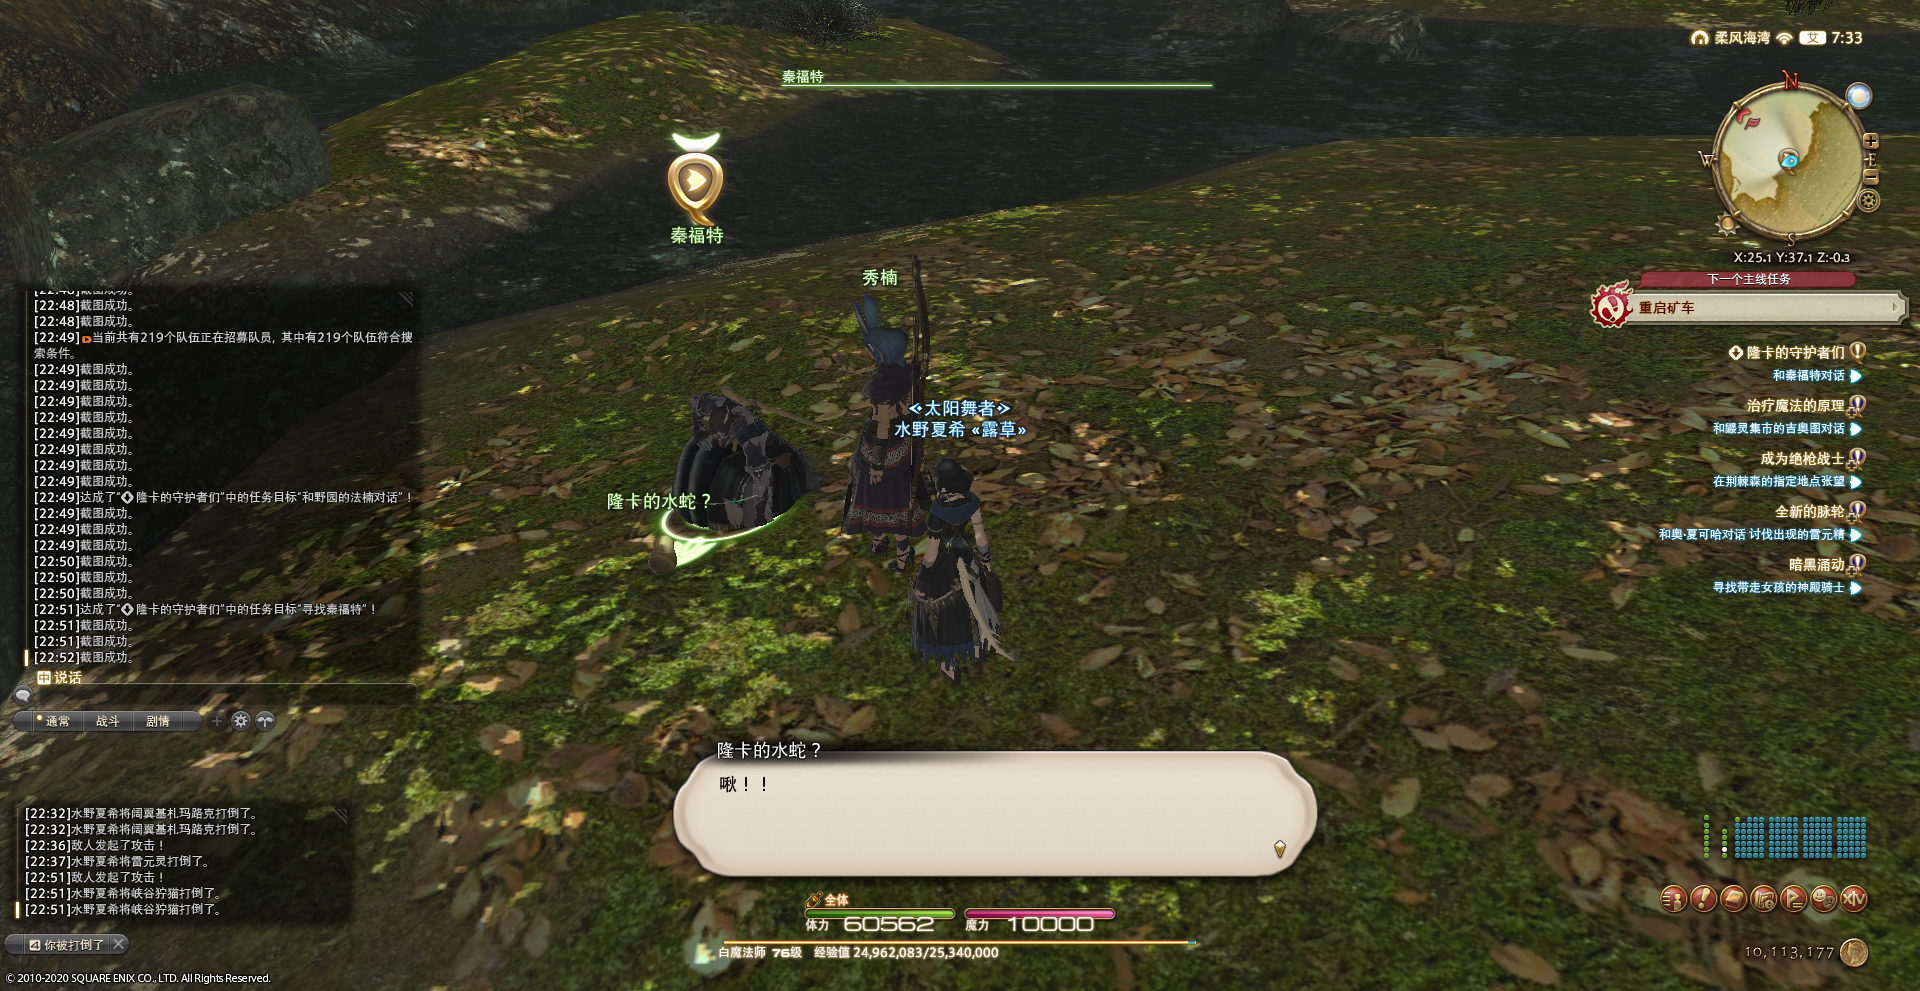 柔风海湾 艾 7:33
秦福特
N
W
E
S
秦福特
X:25.1 Y:37.1 Z:-0.3
秀楠
下一个主线任务
重启矿车
[22:48]截图成功。
[22:48]截图成功。
[22:48]截图成功。
[22:49]当前共有219个队伍正在招募队员，其中有219个队伍符合搜
索条件。
[22:49]截图成功。
[22:49]截图成功。
[22:49]截图成功。
[22:49]截图成功。
[22:49]截图成功。
[22:49]截图成功。
[22:49]截图成功。
[22:49]截图成功。
[22:49]达成了“隆卡的守护者们”中的任务目标“和野园的法楠对话”！
[22:49]截图成功。
[22:49]截图成功。
[22:49]截图成功。
[22:50]截图成功。
[22:50]截图成功。
[22:50]截图成功。
[22:51]达成了“隆卡的守护者们”中的任务目标“寻找秦福特”！
[22:51]截图成功。
[22:51]截图成功。
[22:52]截图成功。
说话
通常 战斗 剧情
隆卡的守护者们
和秦福特对话
治疗魔法的原理
和鼹灵集市的吉奥图对话
成为绝枪战士
在荆棘森的指定地点张望
全新的脉轮
和奥·夏可哈对话 讨伐出现的雷元精
暗黑涌动
寻找带走女孩的神殿骑士
太阳舞者
水野夏希 «露草»
隆卡的水蛇？
隆卡的水蛇？
啾！！
[22:32]水野夏希将阔翼基札玛路克打倒了。
[22:32]水野夏希将阔翼基札玛路克打倒了。
[22:36]敌人发起了攻击！
[22:37]水野夏希将雷元灵打倒了。
[22:51]敌人发起了攻击！
[22:51]水野夏希将峡谷狞猫打倒了。
[22:51]水野夏希将峡谷狞猫打倒了。
4 你被打倒了
全体
体力 60562 魔力 10000
白魔法师 76级 经验值 24,962,083/25,340,000
XIV
10,113,177
© 2010-2020 SQUARE ENIX CO., LTD. All Rights Reserved.